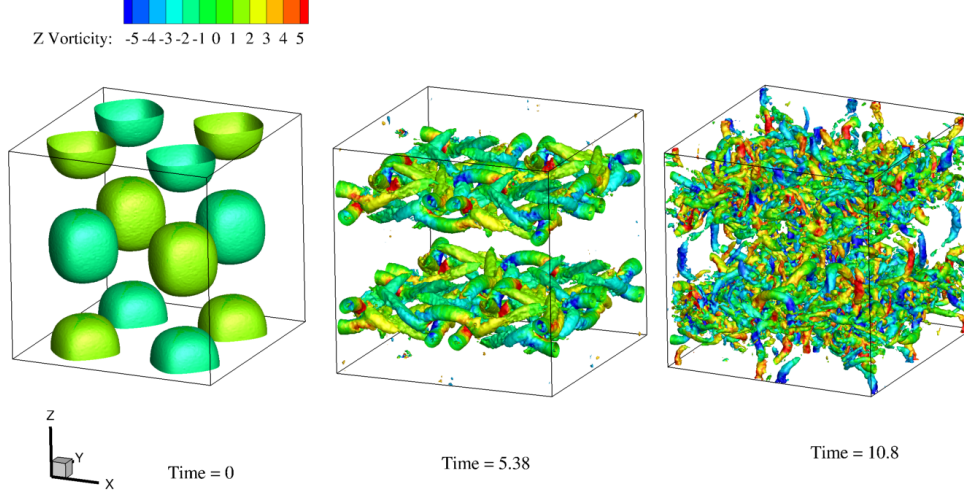 Z Vorticity: -5 -4 -3 -2 -1 0 1 2 3 4 5
Z
Y
X
Time = 0
Time = 5.38
Time = 10.8